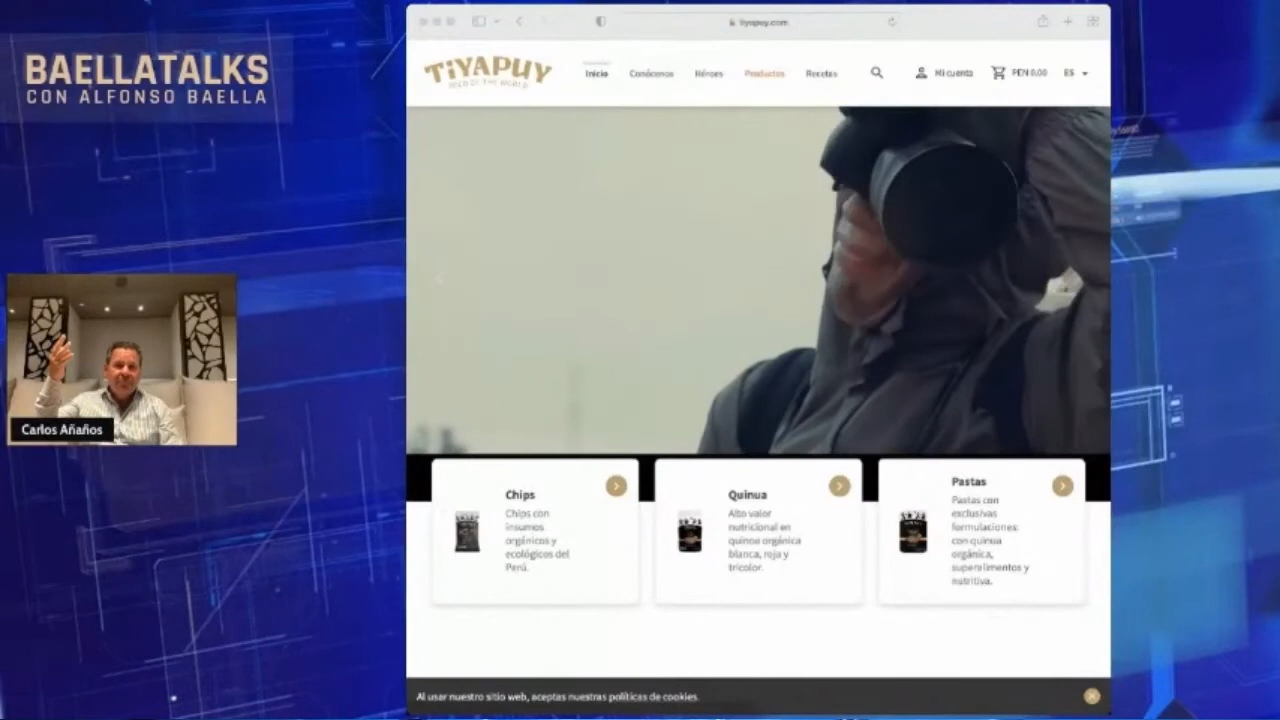 BAELLATALKS
CON ALFONSO BAELLA
tiyapuy.com
TiYAPUY
Inicio
Conócenos
Héroes
Productos
Recetas
Mi cuenta
PEN 0.00
ES
Carlos Añaños
Chips
Chips con
insumos
orgánicos y
ecológicos del
Perú.
Quinua
Alto valor
nutricional en
quinoa orgánica
blanca, roja y
tricolor.
Pastas
Pastas con
exclusivas
formulaciones:
con quinua
orgánica,
superalimentos y
nutritiva.
Al usar nuestro sitio web, aceptas nuestras políticas de cookies.